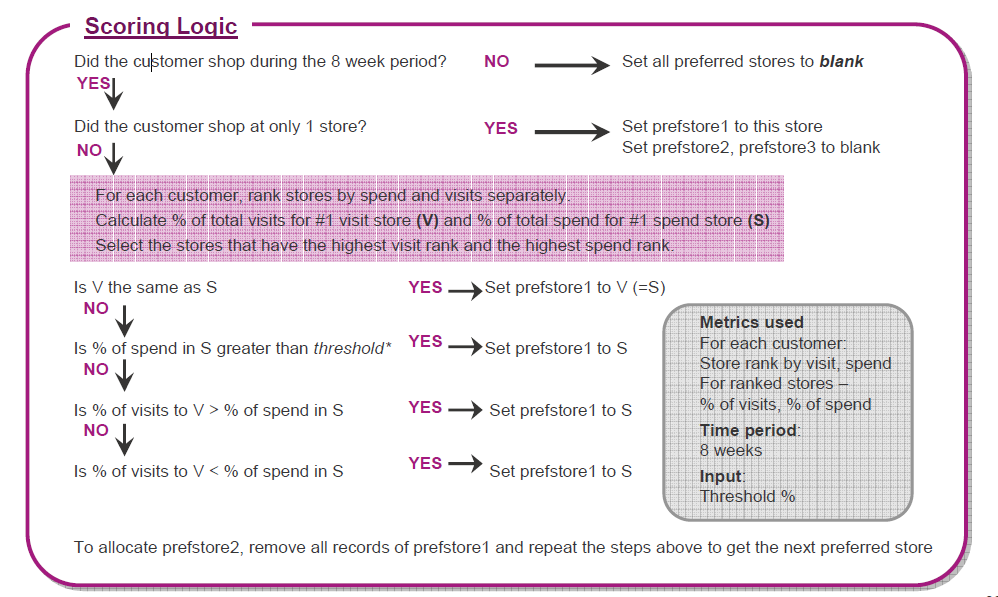 Scoring Logic
Did the customer shop during the 8 week period? NO Set all preferred stores to blank
YES
Did the customer shop at only 1 store? YES Set prefstore1 to this store
Set prefstore2, prefstore3 to blank
NO
For each customer, rank stores by spend and visits separately.
Calculate % of total visits for #1 visit store (V) and % of total spend for #1 spend store (S)
Select the stores that have the highest visit rank and the highest spend rank.
Is V the same as S YES Set prefstore1 to V (=S)
NO
Is % of spend in S greater than threshold* YES Set prefstore1 to S
NO
Is % of visits to V > % of spend in S YES Set prefstore1 to S
NO
Is % of visits to V < % of spend in S YES Set prefstore1 to S
Metrics used
For each customer:
Store rank by visit, spend
For ranked stores –
% of visits, % of spend
Time period:
8 weeks
Input:
Threshold %
To allocate prefstore2, remove all records of prefstore1 and repeat the steps above to get the next preferred store